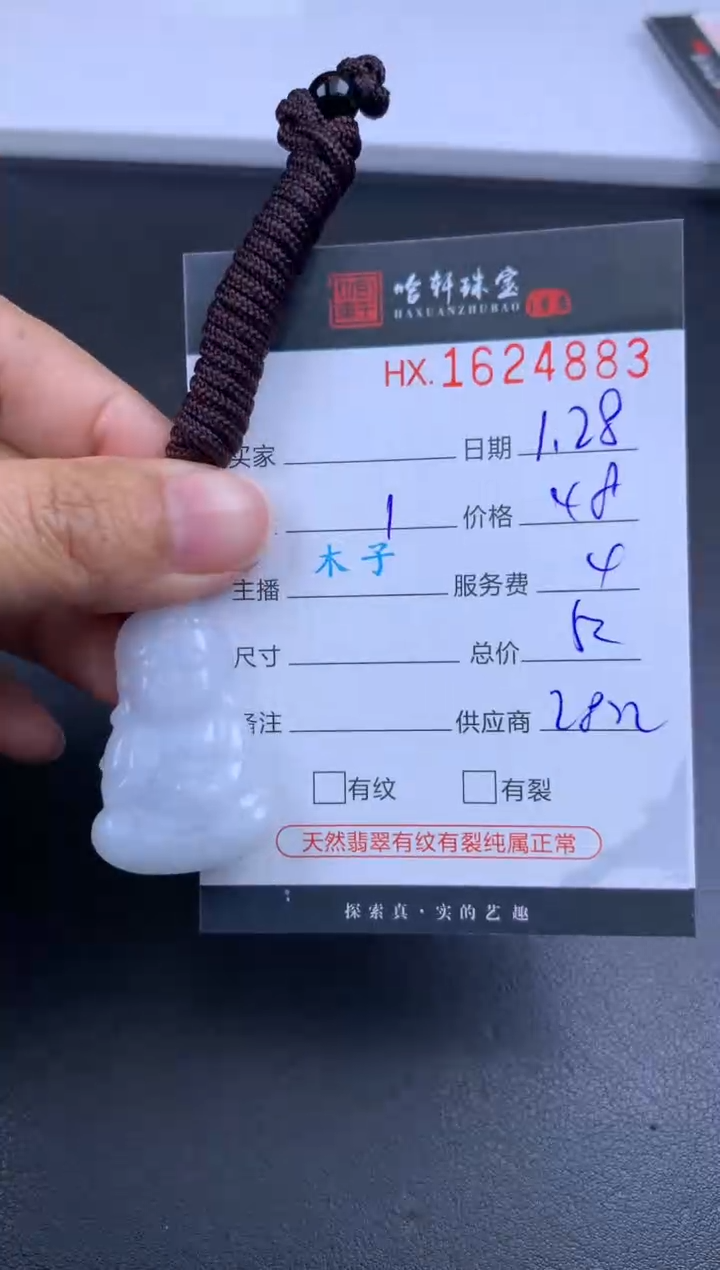 哈轩珠宝
HAXUANZHUBAO
HX.1624883
买家 日期 1.28
1 价格 48
主播 木子 服务费 4
尺寸 总价 52
备注 供应商
有纹 有裂
天然翡翠有纹有裂纯属正常
探索真·实的艺趣